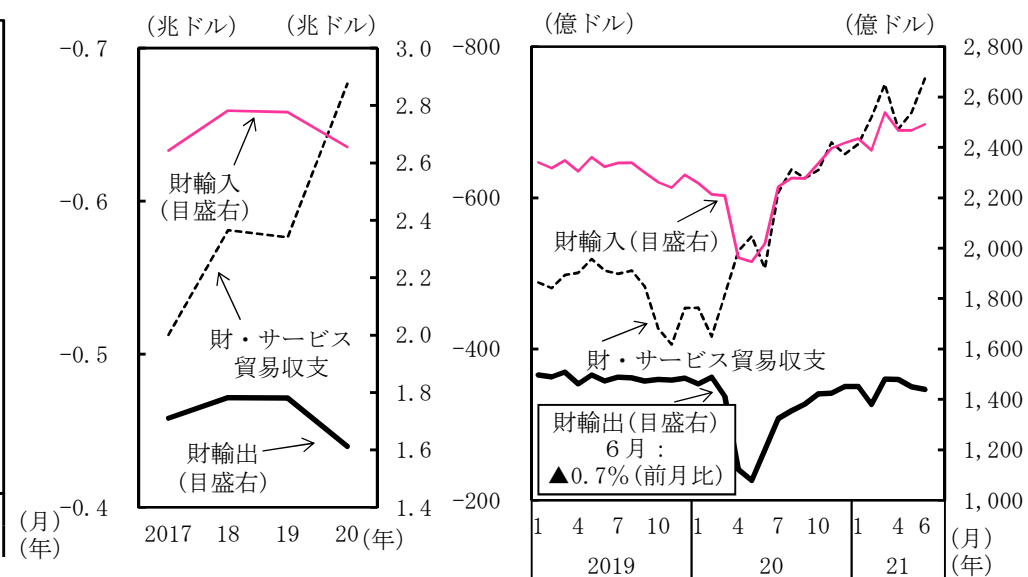 (兆ドル)
(兆ドル)
-0.7
-0.6
-0.5
-0.4
3.0
2.8
2.6
2.4
2.2
2.0
1.8
1.6
1.4
財輸入
(目盛右)
財・サービス
貿易収支
財輸出
(目盛右)
(月)
(年)
2017 18 19 20 (年)
(億ドル)
(億ドル)
-800
-600
-400
-200
2,800
2,600
2,400
2,200
2,000
1,800
1,600
1,400
1,200
1,000
財輸入(目盛右)
財・サービス貿易収支
財輸出(目盛右)
6月:
▲0.7%(前月比)
1 4 7 10 1 4 7 10 1 4 6 (月)
2019 20 21 (年)